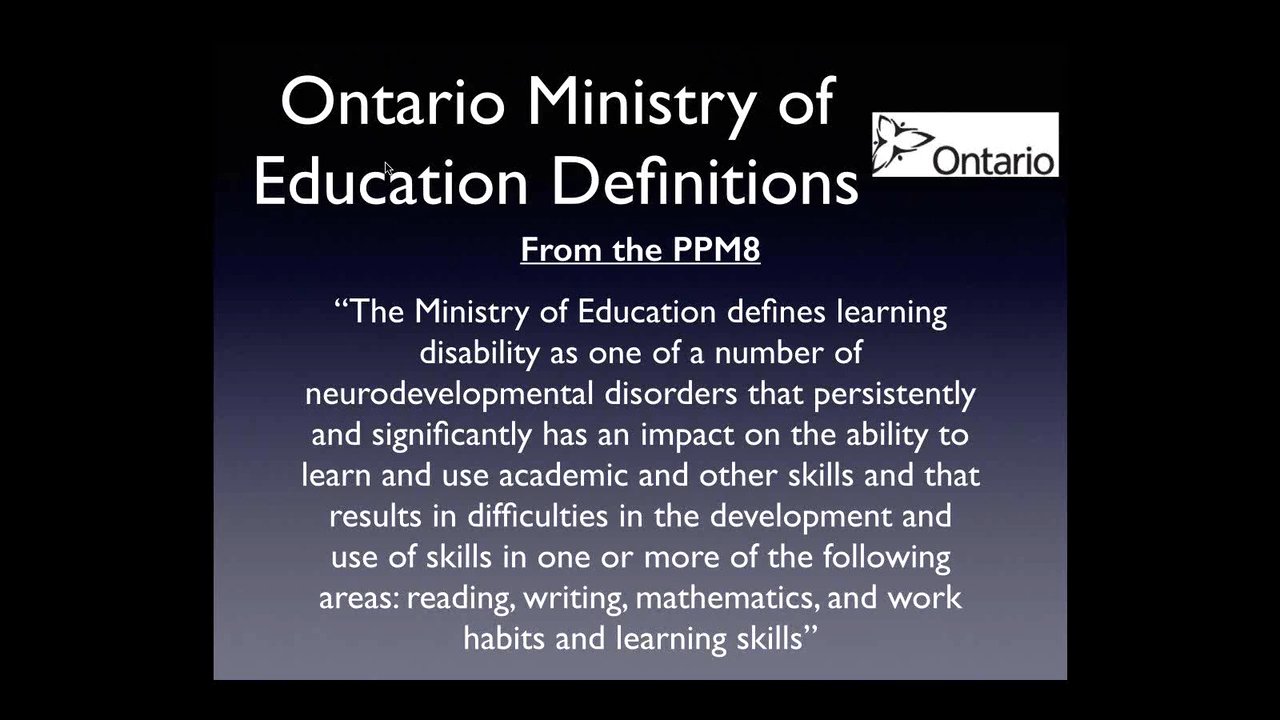 Ontario Ministry of
Education Definitions
Ontario
From the PPM8
“The Ministry of Education defines learning
disability as one of a number of
neurodevelopmental disorders that persistently
and significantly has an impact on the ability to
learn and use academic and other skills and that
results in difficulties in the development and
use of skills in one or more of the following
areas: reading, writing, mathematics, and work
habits and learning skills”